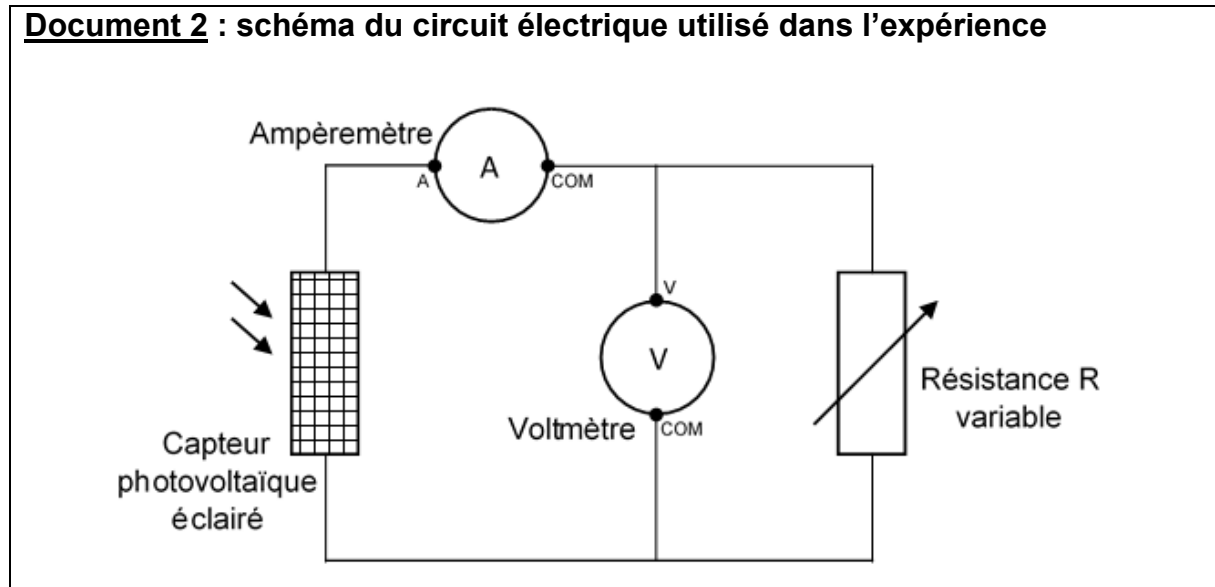 Document 2 : schéma du circuit électrique utilisé dans l’expérience
Ampèremètre
A
A
COM
V
V
Voltmètre
COM
Résistance R
variable
Capteur
photovoltaïque
éclairé